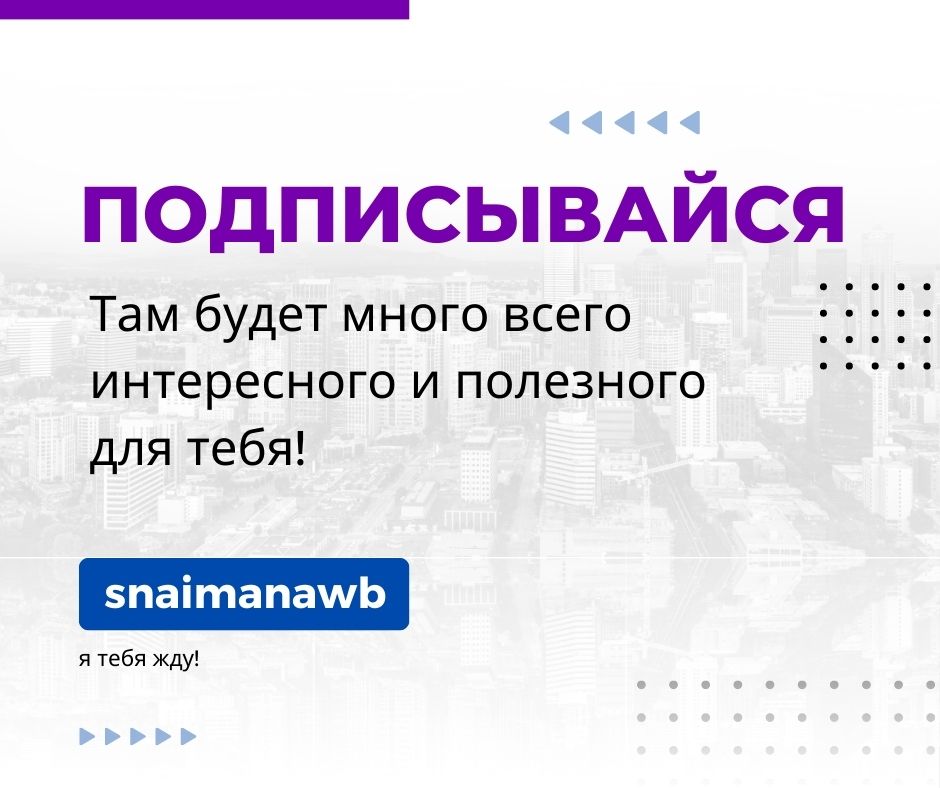 ПОДПИСЫВАЙСЯ
Там будет много всего
интересного и полезного
для тебя!
snaimanawb
я тебя жду!